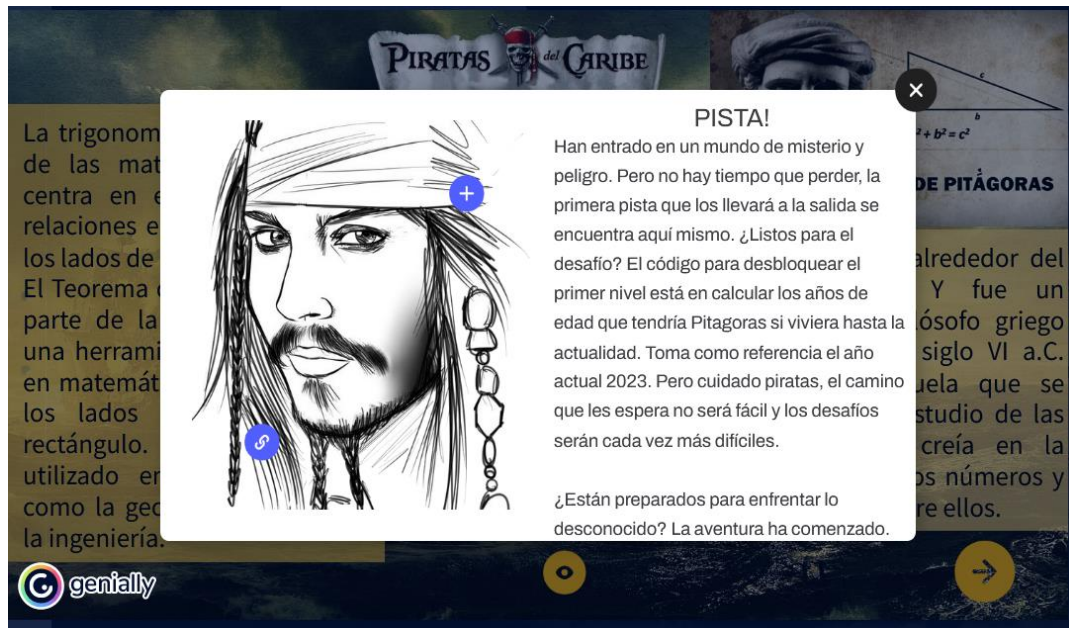 PIRATAS del CARIBE
La trigonom
de las mat
centra en
relaciones e
los lados de
El Teorema
parte de la
una herrami
en matemát
los lados
rectángulo.
utilizado en
como la geo
la ingeniería.
PISTA!
Han entrado en un mundo de misterio y
peligro. Pero no hay tiempo que perder, la
primera pista que los llevará a la salida se
encuentra aquí mismo. ¿Listos para el
desafío? El código para desbloquear el
primer nivel está en calcular los años de
edad que tendría Pitagoras si viviera hasta la
actualidad. Toma como referencia el año
actual 2023. Pero cuidado piratas, el camino
que les espera no será fácil y los desafíos
serán cada vez más difíciles.
¿Están preparados para enfrentar lo
desconocido? La aventura ha comenzado.
c
b
² + b² = c²
DE PITÁGORAS
alrededor del
Y fue un
lósofo griego
siglo VI a.C.
uela que se
studio de las
creía en la
os números y
re ellos.
genially